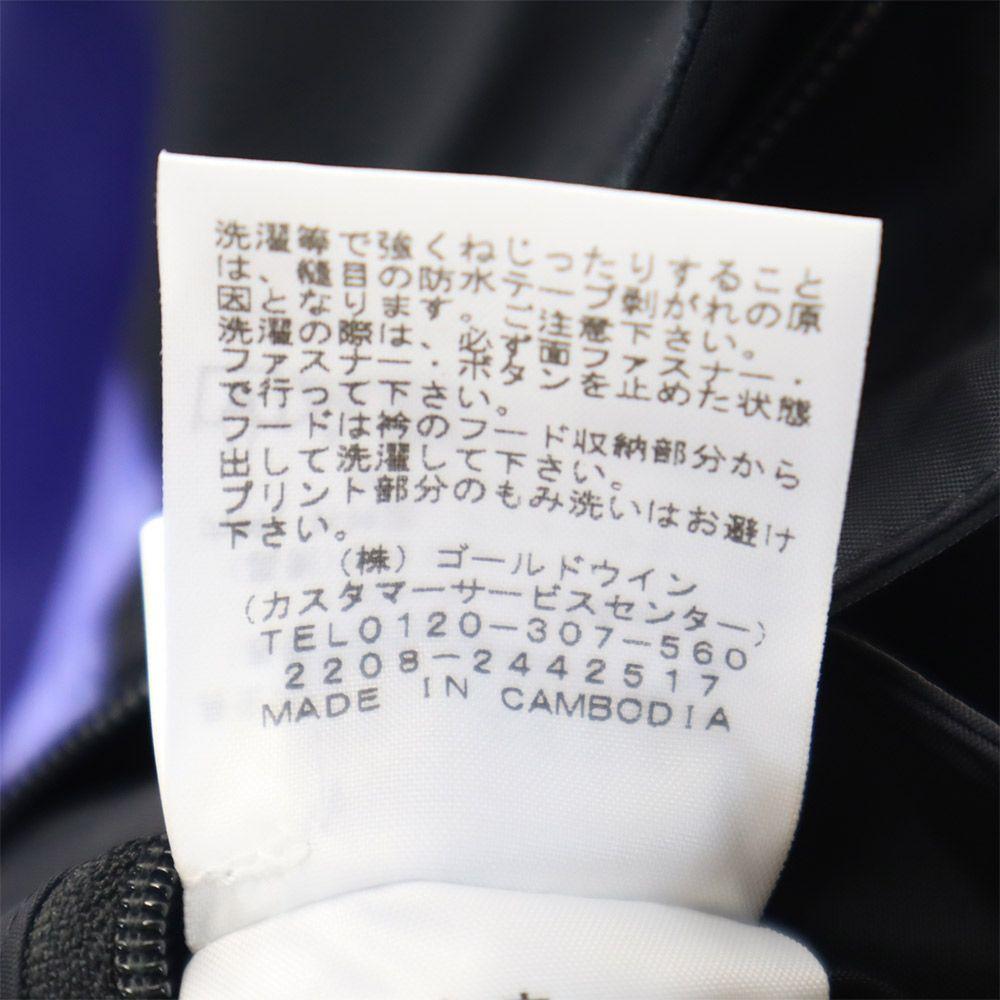 洗濯等で強くねじったりすること
は、縫目の防水テープ剥がれの原
因となります。ご注意下さい。
洗濯の際は、必ず面ファスナー・
ファスナー・ボタンを止めた状態
で行って下さい。
フードは衿のフード収納部分から
出して洗濯して下さい。
プリント部分のもみ洗いはお避け
下さい。
(株)ゴールドウイン
(カスタマーサービスセンター)
TEL0120-307-560
2208-2442517
MADE IN CAMBODIA